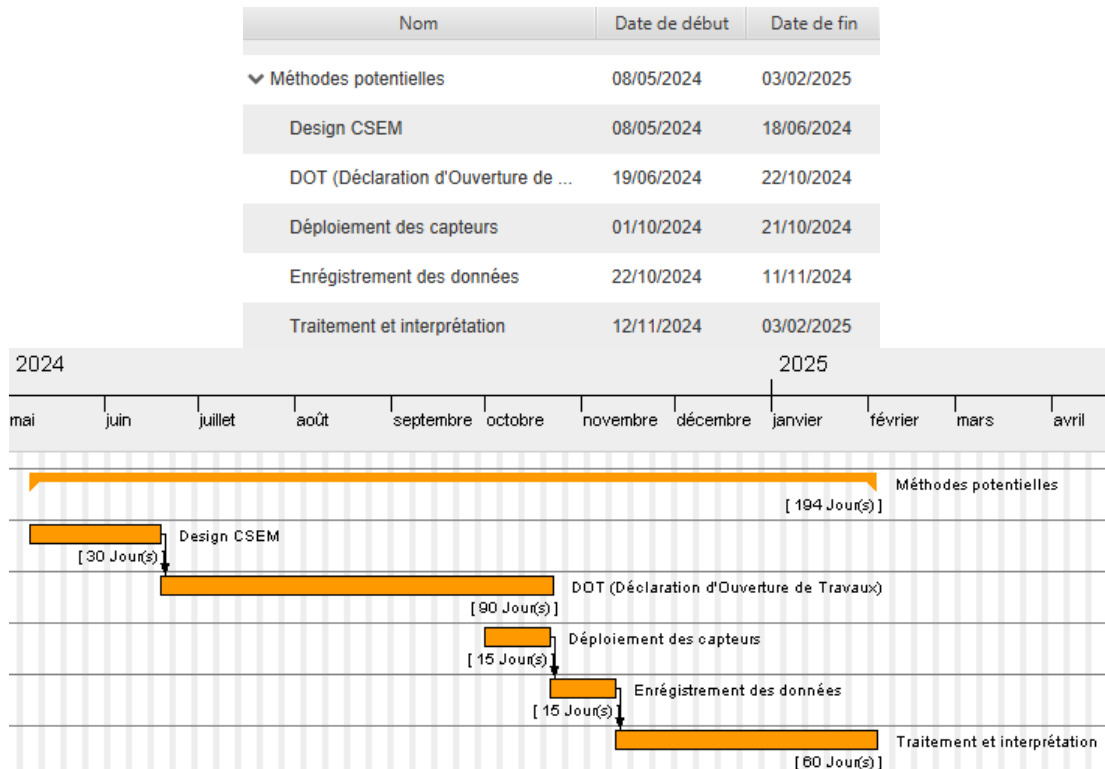 Nom Date de début Date de fin
Méthodes potentielles 08/05/2024 03/02/2025
Design CSEM 08/05/2024 18/06/2024
DOT (Déclaration d'Ouverture de ... 19/06/2024 22/10/2024
Déploiement des capteurs 01/10/2024 21/10/2024
Enrégistrement des données 22/10/2024 11/11/2024
Traitement et interprétation 12/11/2024 03/02/2025
2024 2025
mai juin juillet août septembre octobre novembre décembre janvier février mars avril
Méthodes potentielles
[ 194 Jour(s) ]
Design CSEM
[ 30 Jour(s) ]
DOT (Déclaration d'Ouverture de Travaux)
[ 90 Jour(s) ]
Déploiement des capteurs
[ 15 Jour(s) ]
Enrégistrement des données
[ 15 Jour(s) ]
Traitement et interprétation
[ 60 Jour(s) ]